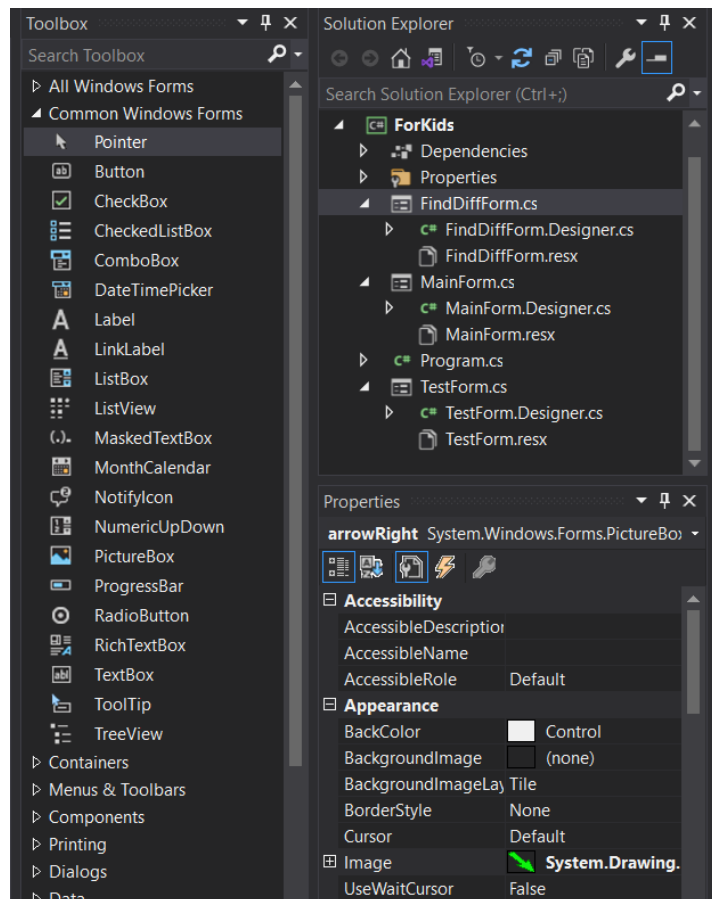 Toolbox
Search Toolbox
All Windows Forms
Common Windows Forms
Pointer
Button
CheckBox
CheckedListBox
ComboBox
DateTimePicker
Label
LinkLabel
ListBox
ListView
MaskedTextBox
MonthCalendar
NotifyIcon
NumericUpDown
PictureBox
ProgressBar
RadioButton
RichTextBox
TextBox
ToolTip
TreeView
Containers
Menus & Toolbars
Components
Printing
Dialogs
Data
Solution Explorer
Search Solution Explorer (Ctrl+;)
C# ForKids
Dependencies
Properties
FindDiffForm.cs
C# FindDiffForm.Designer.cs
FindDiffForm.resx
MainForm.cs
C# MainForm.Designer.cs
MainForm.resx
C# Program.cs
TestForm.cs
C# TestForm.Designer.cs
TestForm.resx
Properties
arrowRight System.Windows.Forms.PictureBox
Accessibility
AccessibleDescription
AccessibleName
AccessibleRole Default
Appearance
BackColor Control
BackgroundImage (none)
BackgroundImageLay Tile
BorderStyle None
Cursor Default
Image System.Drawing.
UseWaitCursor False